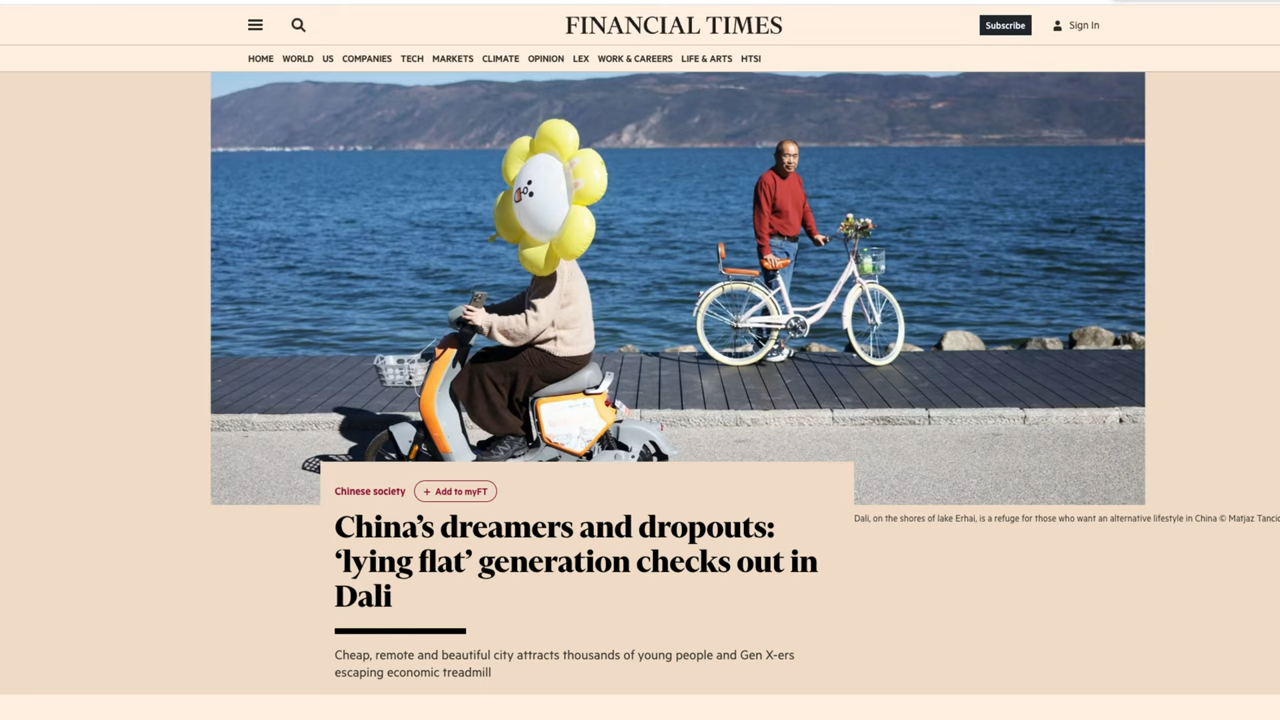 FINANCIAL TIMES
Subscribe
Sign In
HOME WORLD US COMPANIES TECH MARKETS CLIMATE OPINION LEX WORK & CAREERS LIFE & ARTS HTSI
Chinese society
+ Add to myFT
Dali, on the shores of lake Erhai, is a refuge for those who want an alternative lifestyle in China © Matjaz Tancic
China’s dreamers and dropouts:
‘lying flat’ generation checks out in
Dali
Cheap, remote and beautiful city attracts thousands of young people and Gen X-ers
escaping economic treadmill